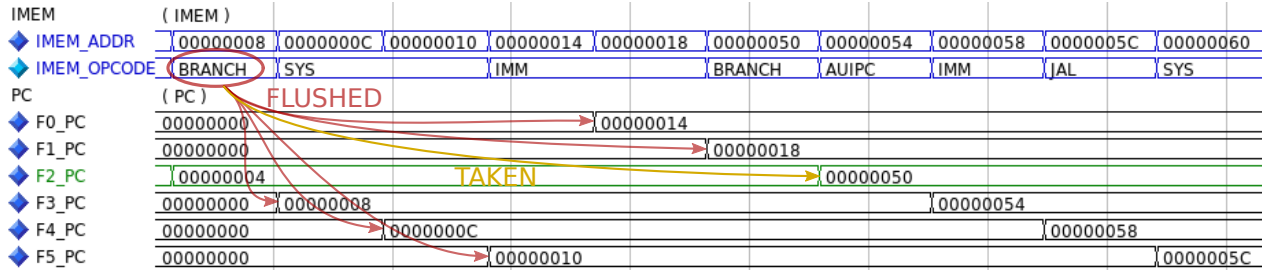 IMEM ( IMEM )
IMEM_ADDR 00000008 0000000C 00000010 00000014 00000018 00000050 00000054 00000058 0000005C 00000060
IMEM_OPCODE BRANCH SYS IMM BRANCH AUIPC IMM JAL SYS
PC ( PC ) FLUSHED
F0_PC 00000000 00000014
F1_PC 00000000 00000018
F2_PC 00000004 TAKEN 00000050
F3_PC 00000000 00000008 00000054
F4_PC 00000000 0000000C 00000058
F5_PC 00000000 00000010 0000005C